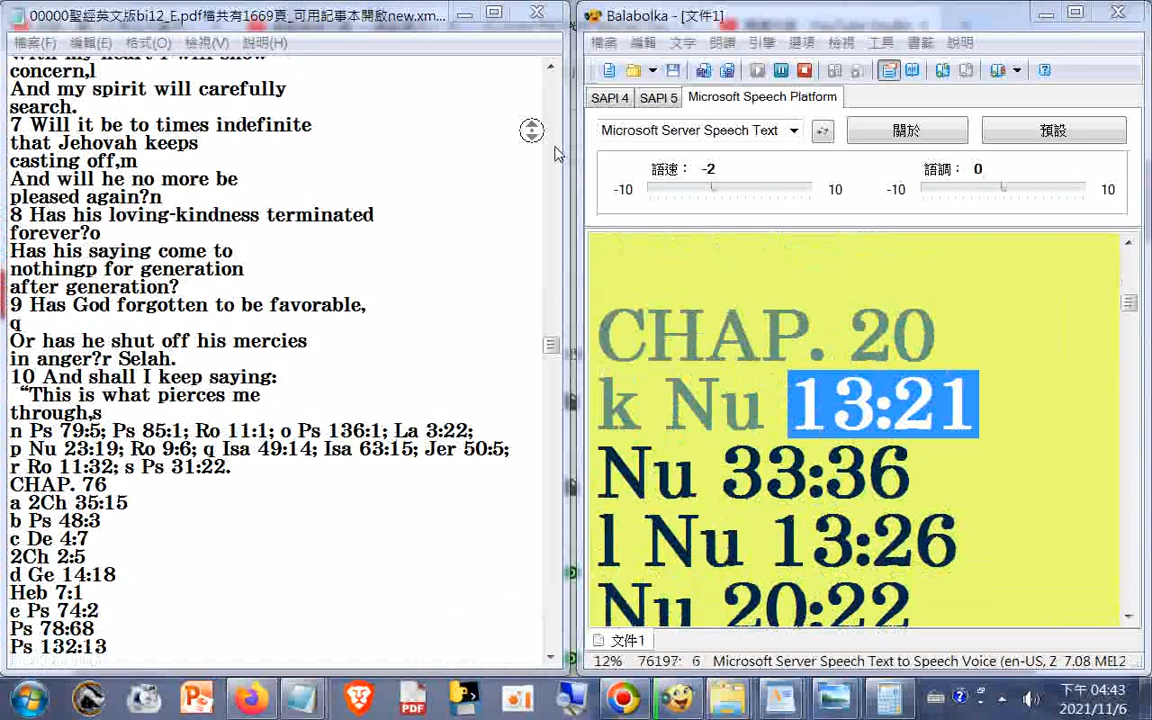 00000聖經英文版bi12_E.pdf檔共有1669頁_可用記事本開啟new.xm...
檔案(F) 編輯(E) 格式(O) 檢視(V) 說明(H)
with my heart I will show
concern,l
And my spirit will carefully
search.
7 Will it be to times indefinite
that Jehovah keeps
casting off,m
And will he no more be
pleased again?n
8 Has his loving-kindness terminated
forever?o
Has his saying come to
nothingp for generation
after generation?
9 Has God forgotten to be favorable,
q
Or has he shut off his mercies
in anger?r Selah.
10 And shall I keep saying:
“This is what pierces me
through,s
n Ps 79:5; Ps 85:1; Ro 11:1; o Ps 136:1; La 3:22;
p Nu 23:19; Ro 9:6; q Isa 49:14; Isa 63:15; Jer 50:5;
r Ro 11:32; s Ps 31:22.
CHAP. 76
a 2Ch 35:15
b Ps 48:3
c De 4:7
2Ch 2:5
d Ge 14:18
Heb 7:1
e Ps 74:2
Ps 78:68
Ps 132:13
Balabolka - [文件1]
檔案 編輯 文字 朗讀 引擎 選項 檢視 工具 書籤 說明
SAPI 4 SAPI 5 Microsoft Speech Platform
Microsoft Server Speech Text 關於 預設
語速： -2 語調： 0
-10 10 -10 10
CHAP. 20
k Nu 13:21
Nu 33:36
l Nu 13:26
Nu 20:22
文件1
12% 76197: 6 Microsoft Server Speech Text to Speech Voice (en-US, Z 7.08 ME12
PDF
下午 04:43
2021/11/6